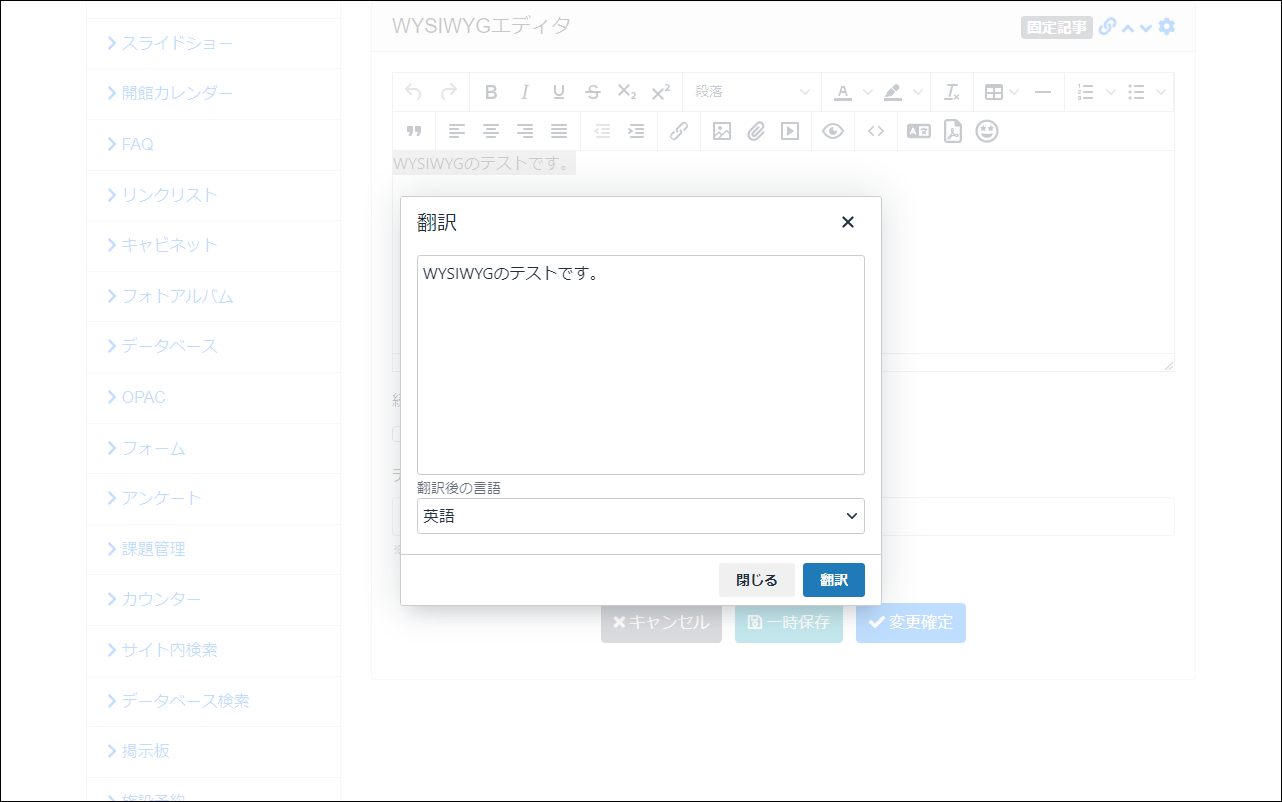 スライドショー
開館カレンダー
FAQ
リンクリスト
キャビネット
フォトアルバム
データベース
OPAC
フォーム
アンケート
課題管理
カウンター
サイト内検索
データベース検索
掲示板
施設予約
WYSIWYGエディタ
固定記事
段落
WYSIWYGのテストです。
翻訳
WYSIWYGのテストです。
翻訳後の言語
英語
閉じる
翻訳
キャンセル
一時保存
変更確定